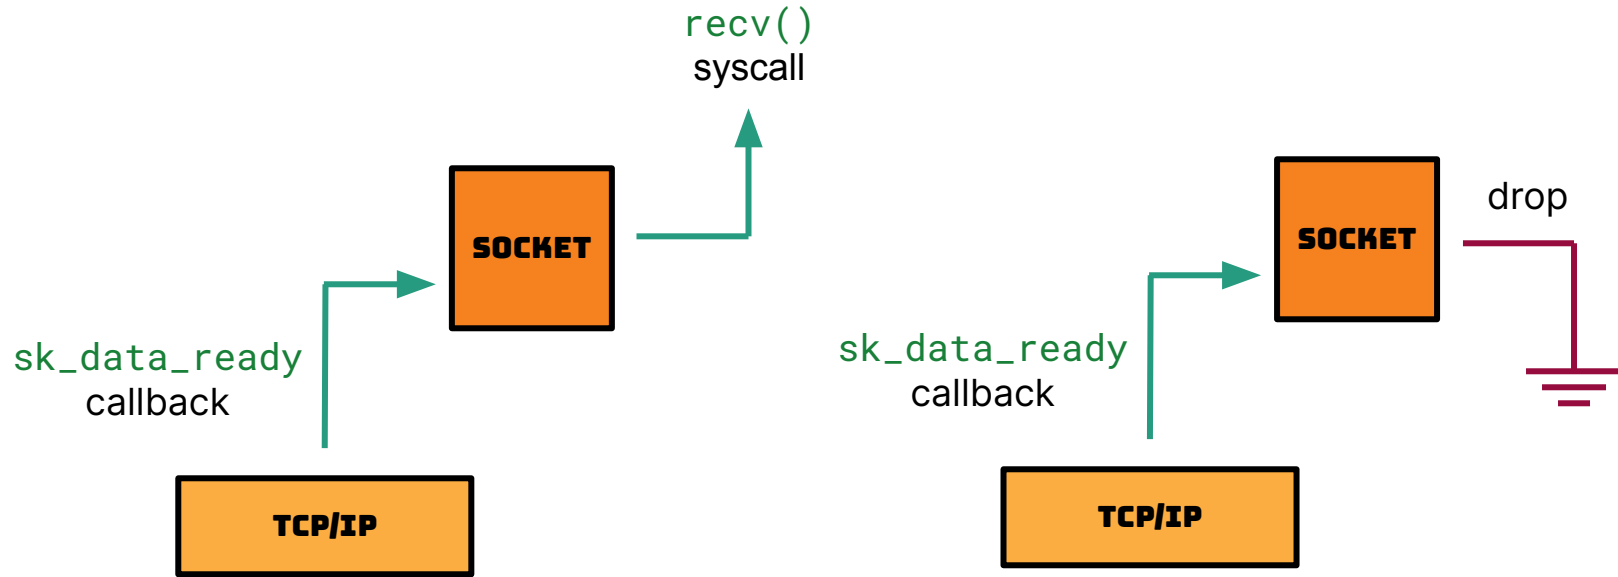 recv()
syscall
SOCKET
sk_data_ready
callback
TCP/IP
drop
SOCKET
sk_data_ready
callback
TCP/IP